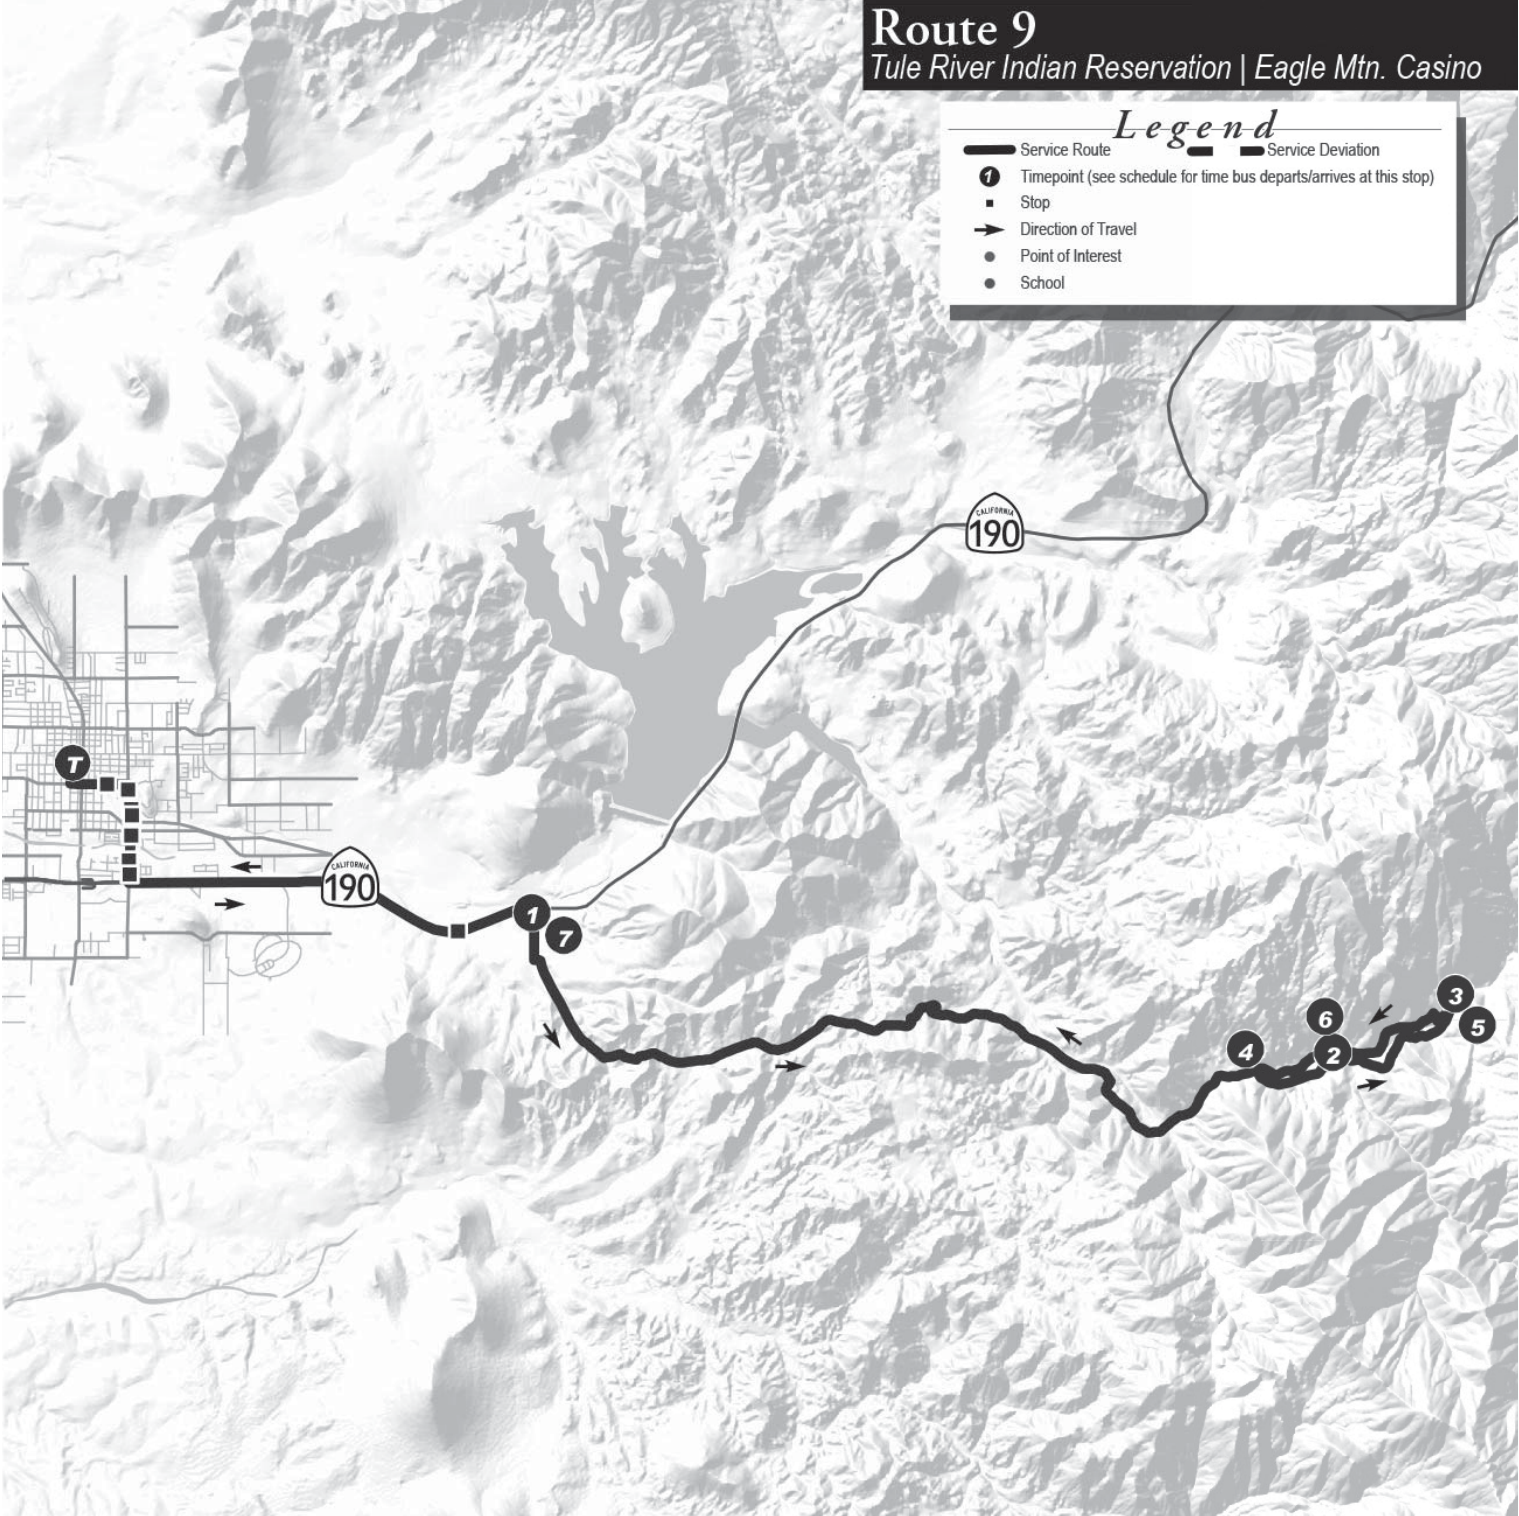 Route 9
Tule River Indian Reservation | Eagle Mtn. Casino
Legend
Service Route
Service Deviation
1 Timepoint (see schedule for time bus departs/arrives at this stop)
Stop
Direction of Travel
Point of Interest
School
CALIFORNIA
190
T
CALIFORNIA
190
1
7
3
5
6
2
4